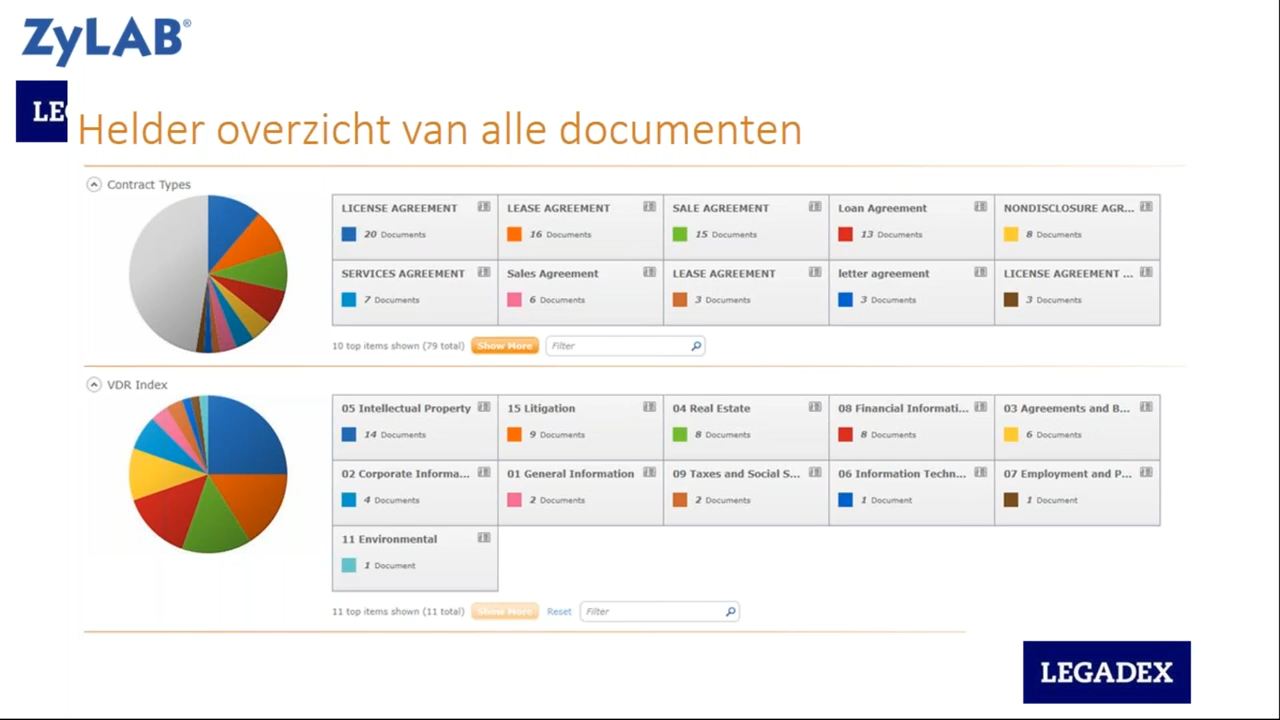 ZyLAB®
LE
Helder overzicht van alle documenten
Contract Types
LICENSE AGREEMENT LEASE AGREEMENT SALE AGREEMENT Loan Agreement NONDISCLOSURE AGR...
20 Documents 16 Documents 15 Documents 13 Documents 8 Documents
SERVICES AGREEMENT Sales Agreement LEASE AGREEMENT letter agreement LICENSE AGREEMENT ...
7 Documents 6 Documents 3 Documents 3 Documents 3 Documents
10 top items shown (79 total) Show More Filter
VDR Index
05 Intellectual Property 15 Litigation 04 Real Estate 08 Financial Informati... 03 Agreements and B...
14 Documents 9 Documents 8 Documents 8 Documents 6 Documents
02 Corporate Informa... 01 General Information 09 Taxes and Social S... 06 Information Techn... 07 Employment and P...
4 Documents 2 Documents 2 Documents 1 Document 1 Document
11 Environmental
1 Document
11 top items shown (11 total) Show More Reset Filter
LEGADEX